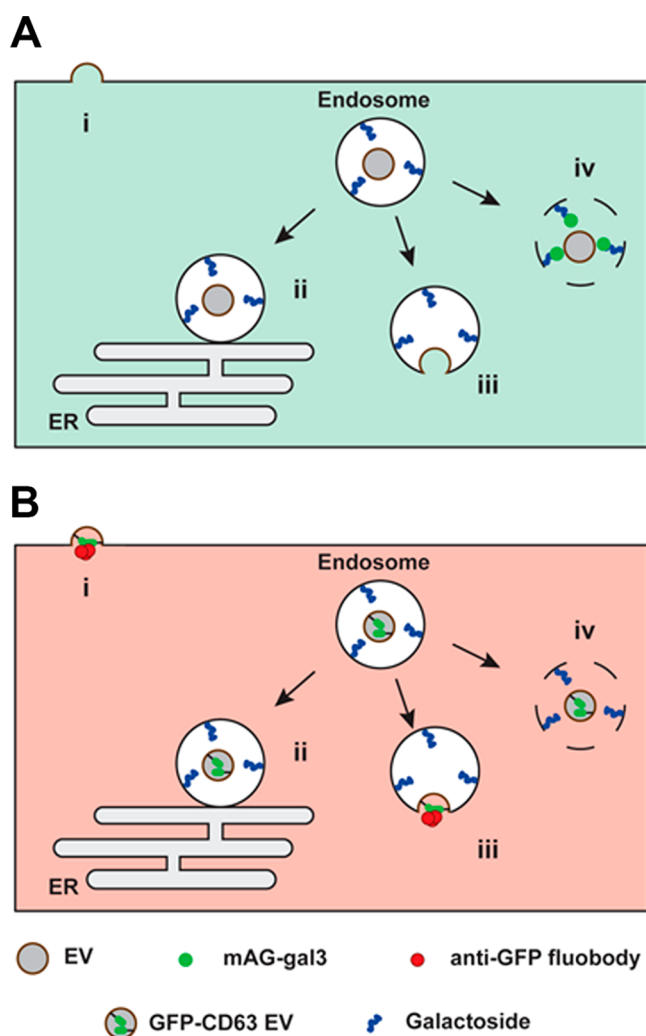 A
i
Endosome
iv
ii
iii
ER
B
i
Endosome
iv
ii
iii
ER
EV mAG-gal3 anti-GFP fluobody
GFP-CD63 EV Galactoside